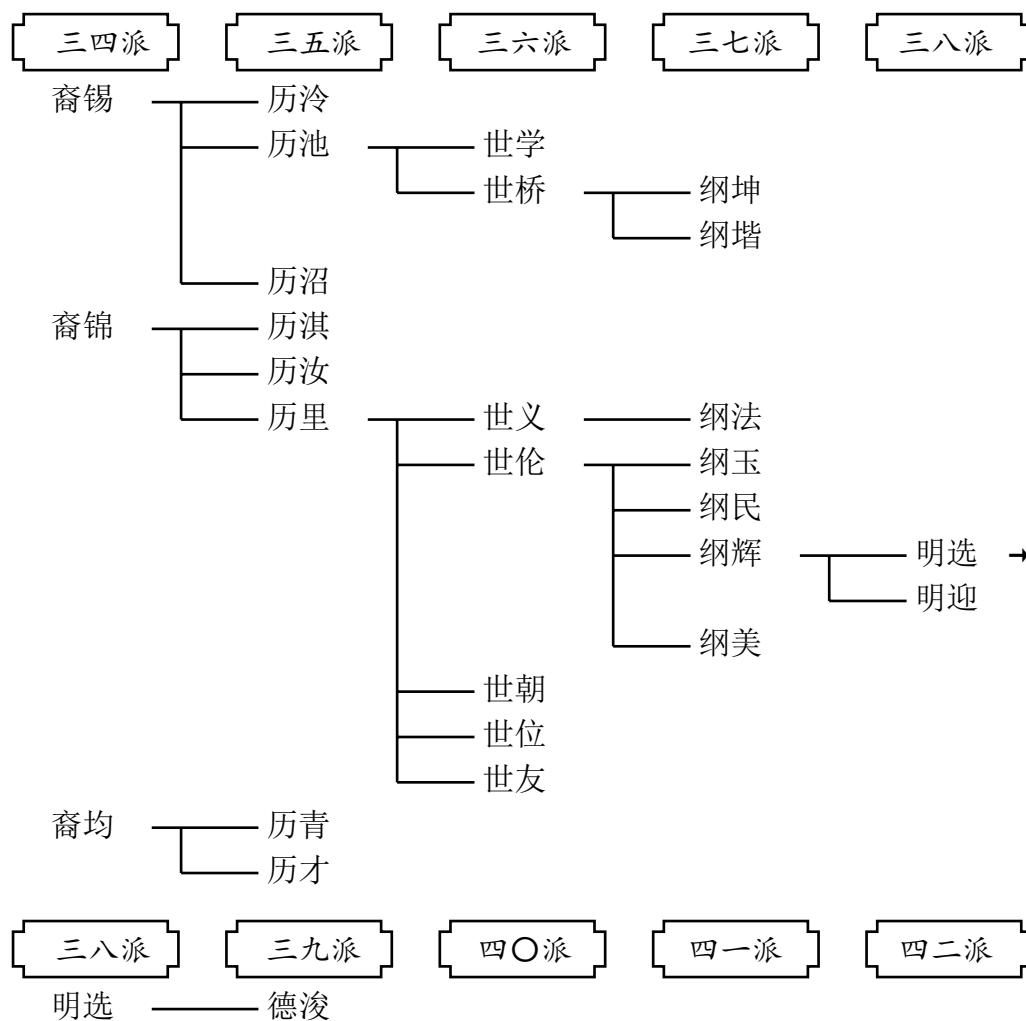 三四派 三五派 三六派 三七派 三八派
裔锡 历泠
历池 世学
世桥 纲坤
纲堦
历沼
裔锦 历淇
历汝
历里 世义 纲法
世伦 纲玉
纲民
纲辉 明选
明迎
纲美
世朝
世位
世友
裔均 历青
历才
三八派 三九派 四〇派 四一派 四二派
明选 德浚